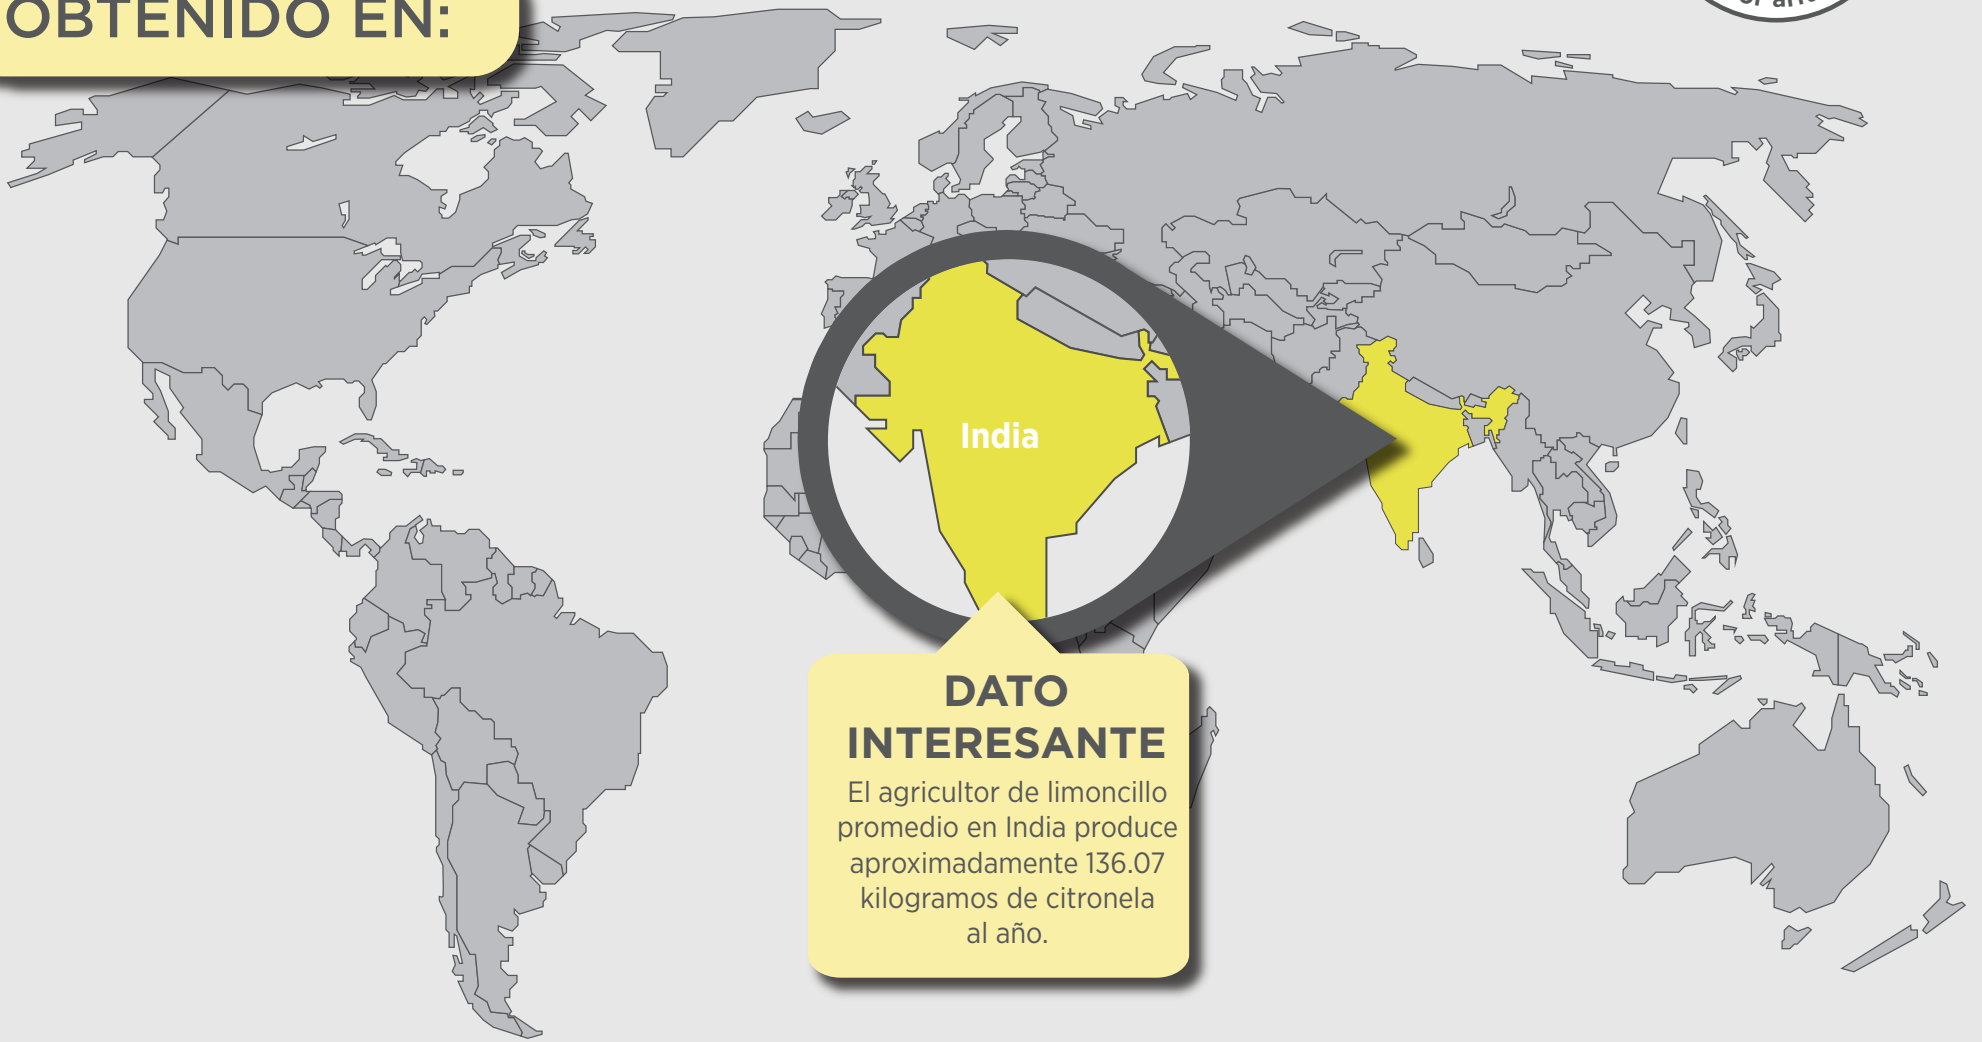 OBTENIDO EN:
India
DATO
INTERESANTE
El agricultor de limoncillo
promedio en India produce
aproximadamente 136.07
kilogramos de citronela
al año.